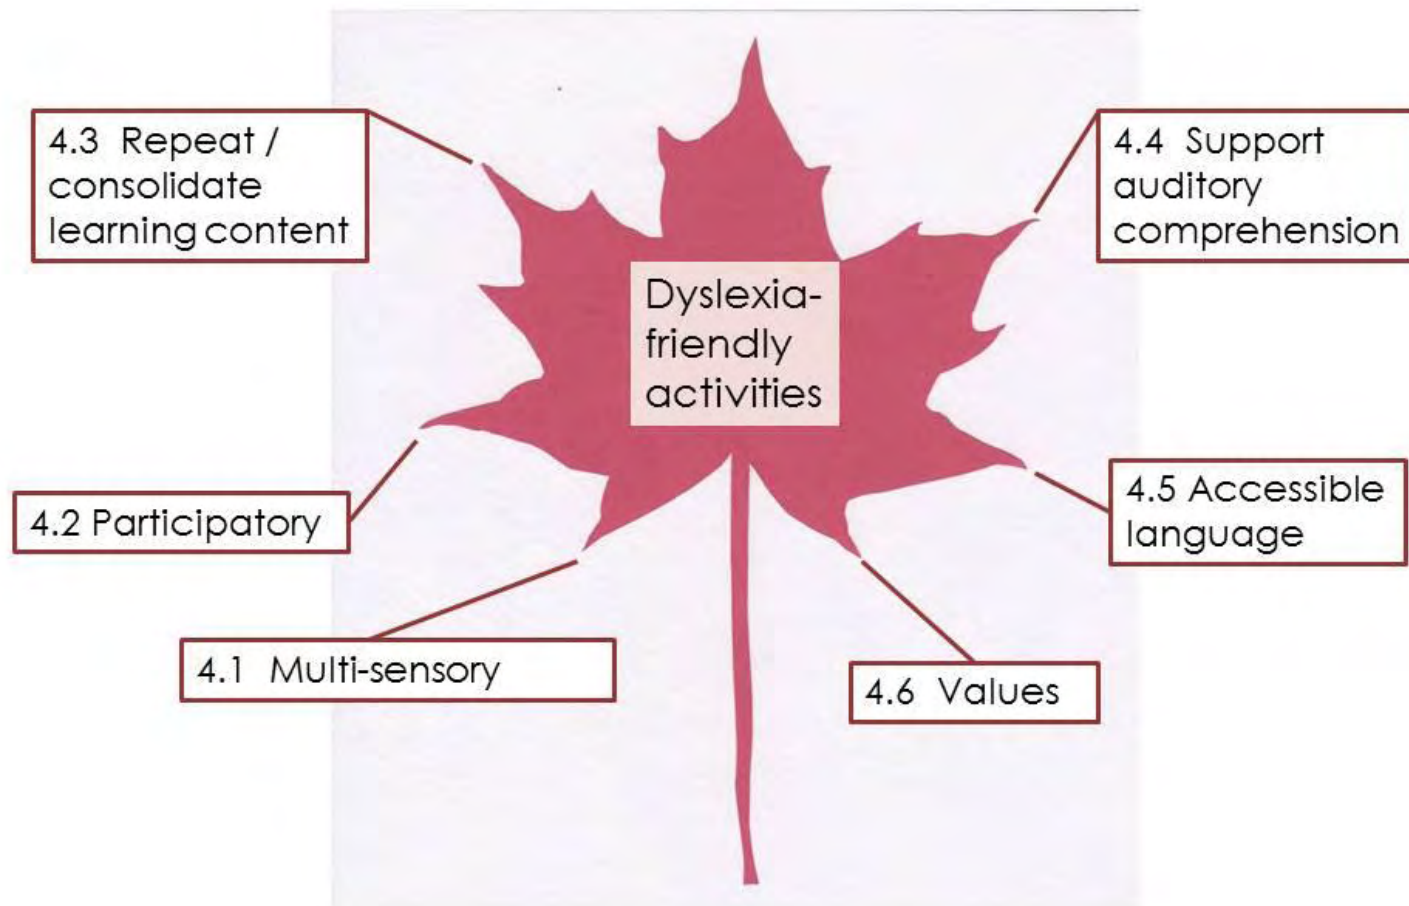 4.3 Repeat /
consolidate
learning content
4.4 Support
auditory
comprehension
Dyslexia-
friendly
activities
4.2 Participatory
4.5 Accessible
language
4.1 Multi-sensory
4.6 Values